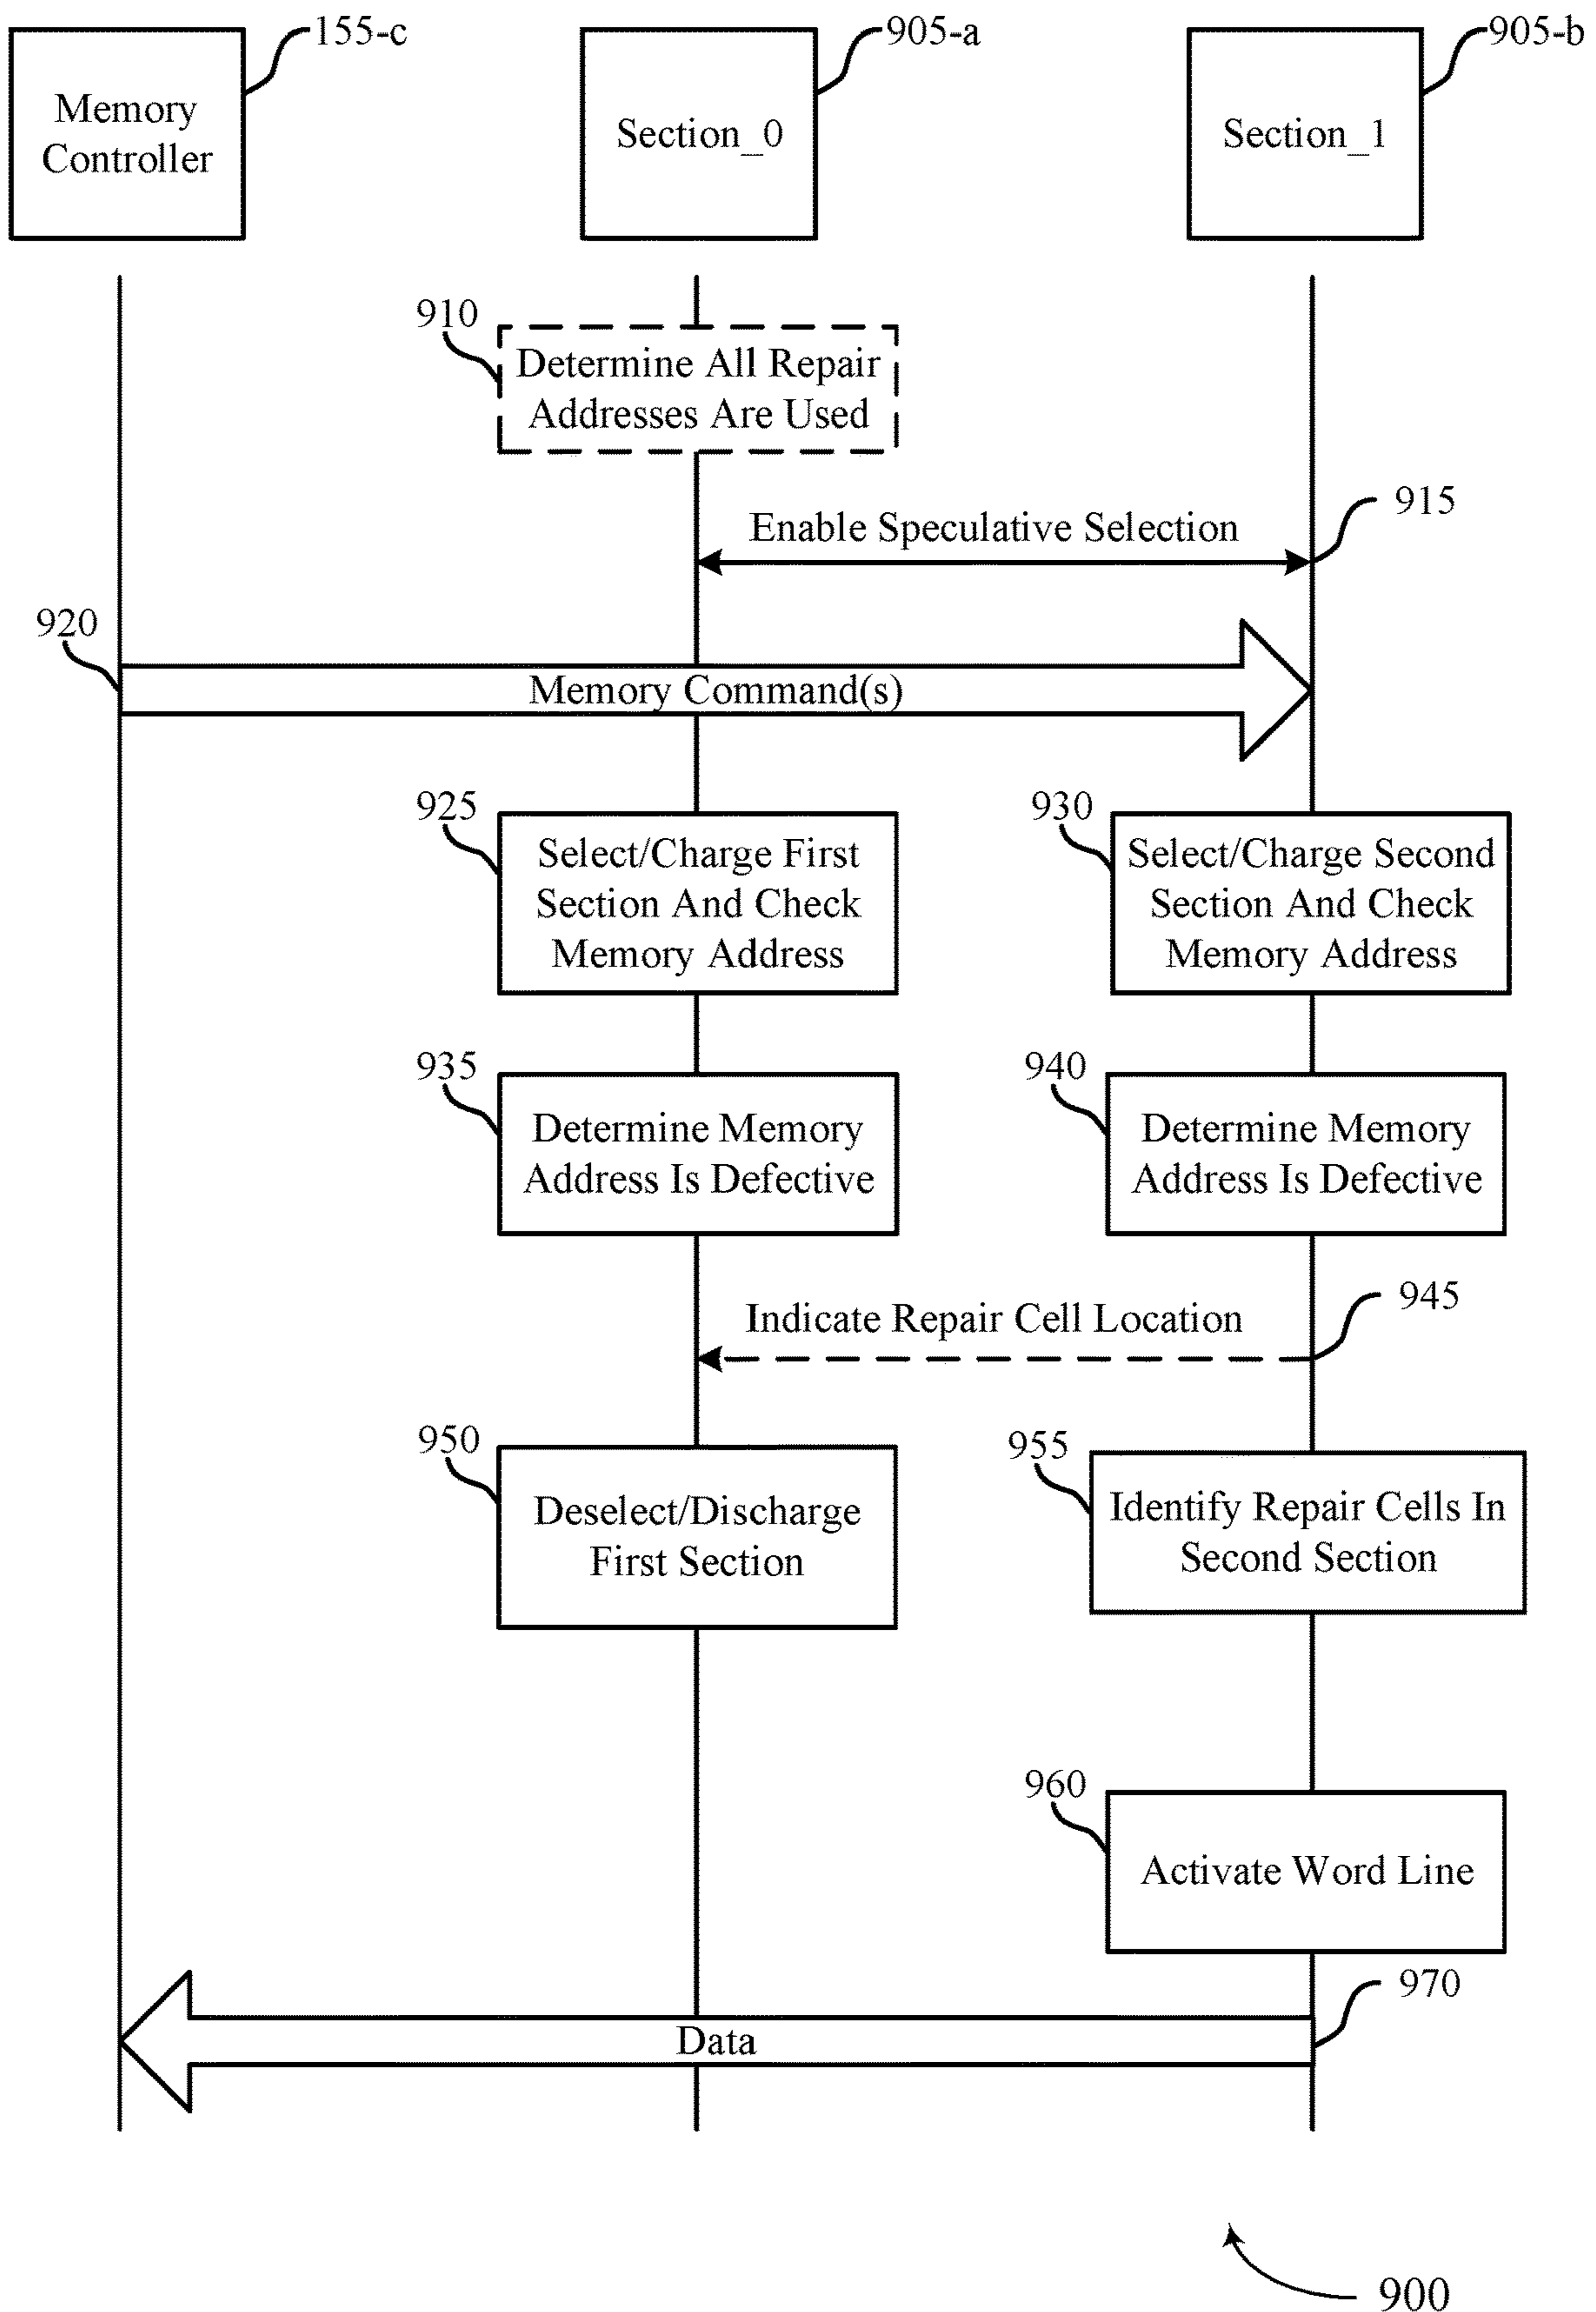 155-c
905-a
905-b
Memory
Controller
Section_0
Section_1
910
Determine All Repair
Addresses Are Used
915
Enable Speculative Selection
920
Memory Command(s)
925
Select/Charge First
Section And Check
Memory Address
930
Select/Charge Second
Section And Check
Memory Address
935
Determine Memory
Address Is Defective
940
Determine Memory
Address Is Defective
945
Indicate Repair Cell Location
950
Deselect/Discharge
First Section
955
Identify Repair Cells In
Second Section
960
Activate Word Line
970
Data
900